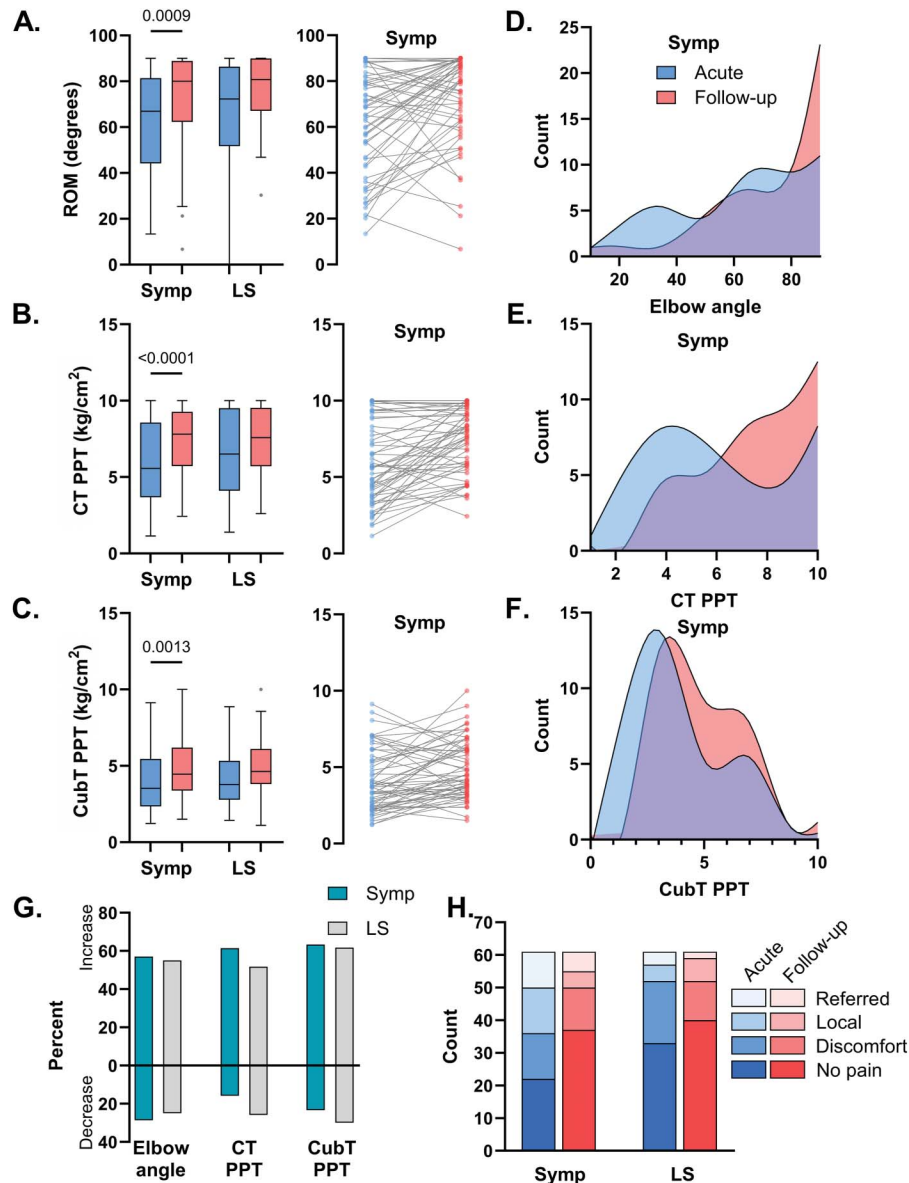 A.
0.0009
ROM (degrees)
100
80
60
40
20
0
Symp
LS
Symp
100
80
60
40
20
0
D.
Symp
Acute
Follow-up
Count
25
20
15
10
5
0
20
40
60
80
Elbow angle
B.
<0.0001
CT PPT (kg/cm²)
15
10
5
0
Symp
LS
Symp
15
10
5
0
E.
Symp
Count
15
10
5
0
2
4
6
8
10
CT PPT
C.
0.0013
CubT PPT (kg/cm²)
15
10
5
0
Symp
LS
Symp
15
10
5
0
F.
Symp
Count
15
10
5
0
0
5
10
CubT PPT
G.
Symp
LS
Percent
Increase
Decrease
80
60
40
20
0
20
40
Elbow
angle
CT
PPT
CubT
PPT
H.
Count
70
60
50
40
30
20
10
0
Symp
LS
Acute
Follow-up
Referred
Local
Discomfort
No pain